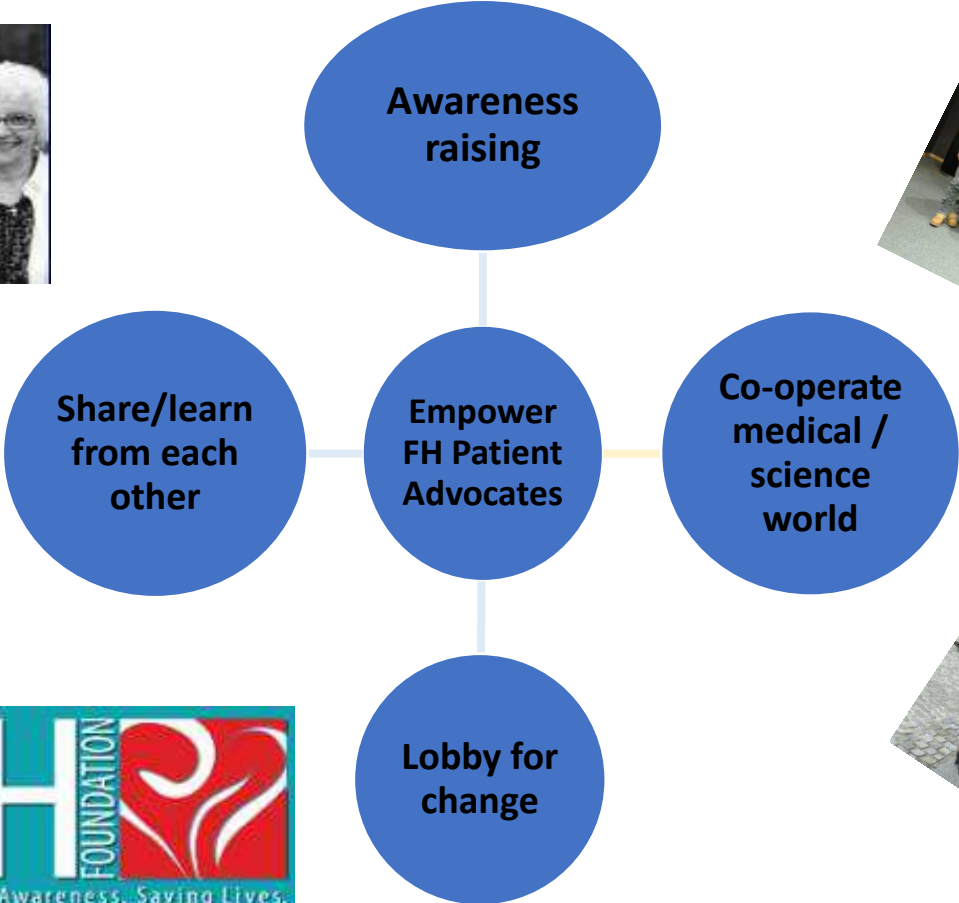 Awareness
raising
Share/learn
from each
other
Empower
FH Patient
Advocates
Co-operate
medical /
science
world
Lobby for
change
H
FOUNDATION
Awareness. Saving Lives.